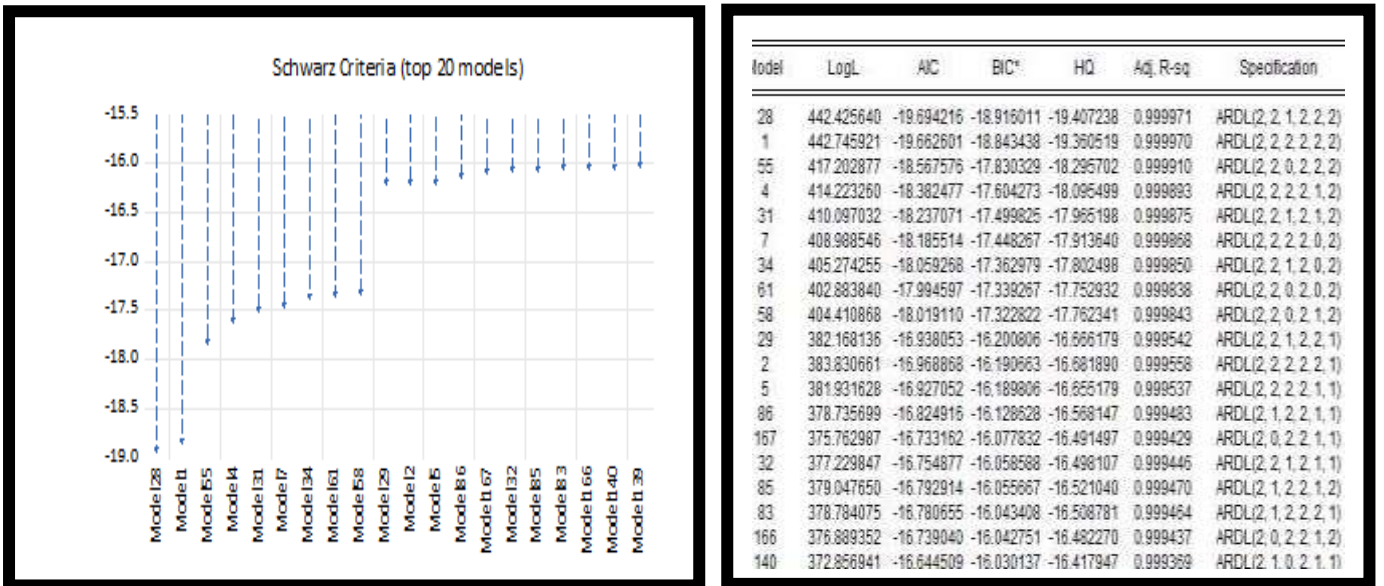 Schwarz Criteria (top 20 models)
-15.5
-16.0
-16.5
-17.0
-17.5
-18.0
-18.5
-19.0
Model28 Model1 Model55 Model4 Model31 Model7 Model34 Model61 Model58 Model29 Model2 Model5 Model86 Model167 Model32 Model85 Model83 Model166 Model140 Model139
lodel LogL AIC BIC* HQ Adj. R-sq Specification
28 442.425640 -19.694216 -18.916011 -19.407238 0.999971 ARDL(2, 2, 1, 2, 2, 2)
1 442.745921 -19.662601 -18.843438 -19.360519 0.999970 ARDL(2, 2, 2, 2, 2, 2)
55 417.202877 -18.567576 -17.830329 -18.295702 0.999910 ARDL(2, 2, 0, 2, 2, 2)
4 414.223260 -18.382477 -17.604273 -18.095499 0.999893 ARDL(2, 2, 2, 2, 1, 2)
31 410.097032 -18.237071 -17.499825 -17.965198 0.999875 ARDL(2, 2, 1, 2, 1, 2)
7 408.988546 -18.185514 -17.448267 -17.913640 0.999868 ARDL(2, 2, 2, 2, 0, 2)
34 405.274255 -18.059268 -17.362979 -17.802498 0.999850 ARDL(2, 2, 1, 2, 0, 2)
61 402.883840 -17.994597 -17.339267 -17.752932 0.999838 ARDL(2, 2, 0, 2, 0, 2)
58 404.410868 -18.019110 -17.322822 -17.762341 0.999843 ARDL(2, 2, 0, 2, 1, 2)
29 382.168136 -16.938053 -16.200806 -16.666179 0.999542 ARDL(2, 2, 1, 2, 2, 1)
2 383.830661 -16.968868 -16.190663 -16.681890 0.999558 ARDL(2, 2, 2, 2, 2, 1)
5 381.931628 -16.927052 -16.189806 -16.655179 0.999537 ARDL(2, 2, 2, 2, 1, 1)
86 378.735699 -16.824916 -16.128628 -16.568147 0.999483 ARDL(2, 1, 2, 2, 1, 1)
167 375.762987 -16.733162 -16.077832 -16.491497 0.999429 ARDL(2, 0, 2, 2, 1, 1)
32 377.229847 -16.754877 -16.058588 -16.498107 0.999446 ARDL(2, 2, 1, 2, 1, 1)
85 379.047650 -16.792914 -16.055667 -16.521040 0.999470 ARDL(2, 1, 2, 2, 1, 2)
83 378.784075 -16.780655 -16.043408 -16.508781 0.999464 ARDL(2, 1, 2, 2, 2, 1)
166 376.889352 -16.739040 -16.042751 -16.482270 0.999437 ARDL(2, 0, 2, 2, 1, 2)
140 372.856941 -16.644509 -16.030137 -16.417947 0.999369 ARDL(2, 1, 0, 2, 1, 1)